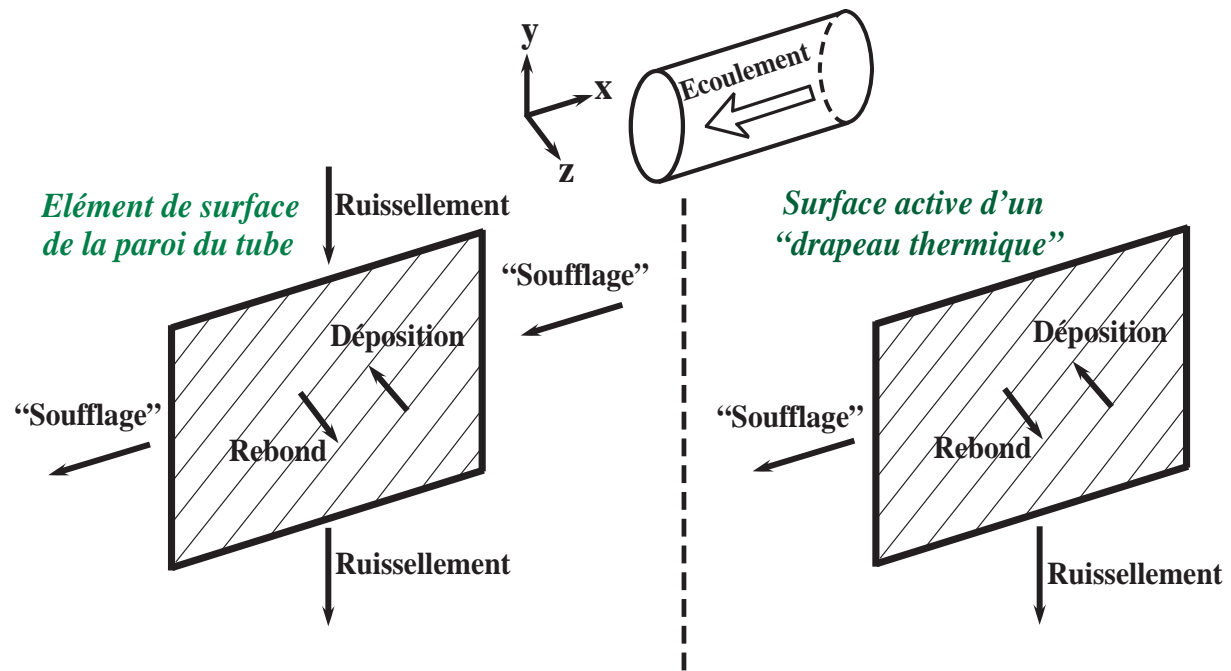 y
x
z
Ecoulement
Elément de surface
de la paroi du tube
Ruissellement
“Soufflage”
Déposition
“Soufflage”
Rebond
Ruissellement
Surface active d’un
“drapeau thermique”
Déposition
“Soufflage”
Rebond
Ruissellement